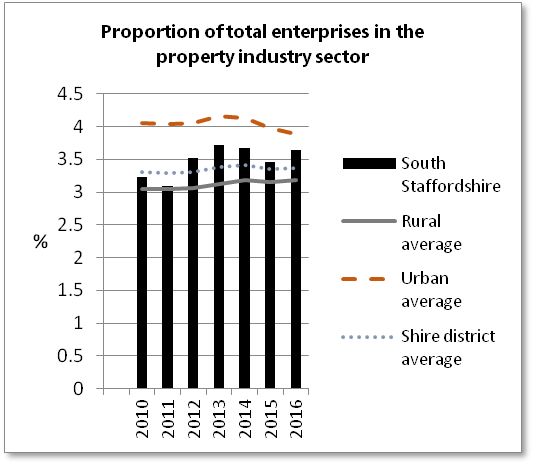 Proportion of total enterprises in the
property industry sector
4.5
4
3.5
3
2.5
2
1.5
1
0.5
0
%
2010
2011
2012
2013
2014
2015
2016
South
Staffordshire
Rural
average
Urban
average
Shire district
average